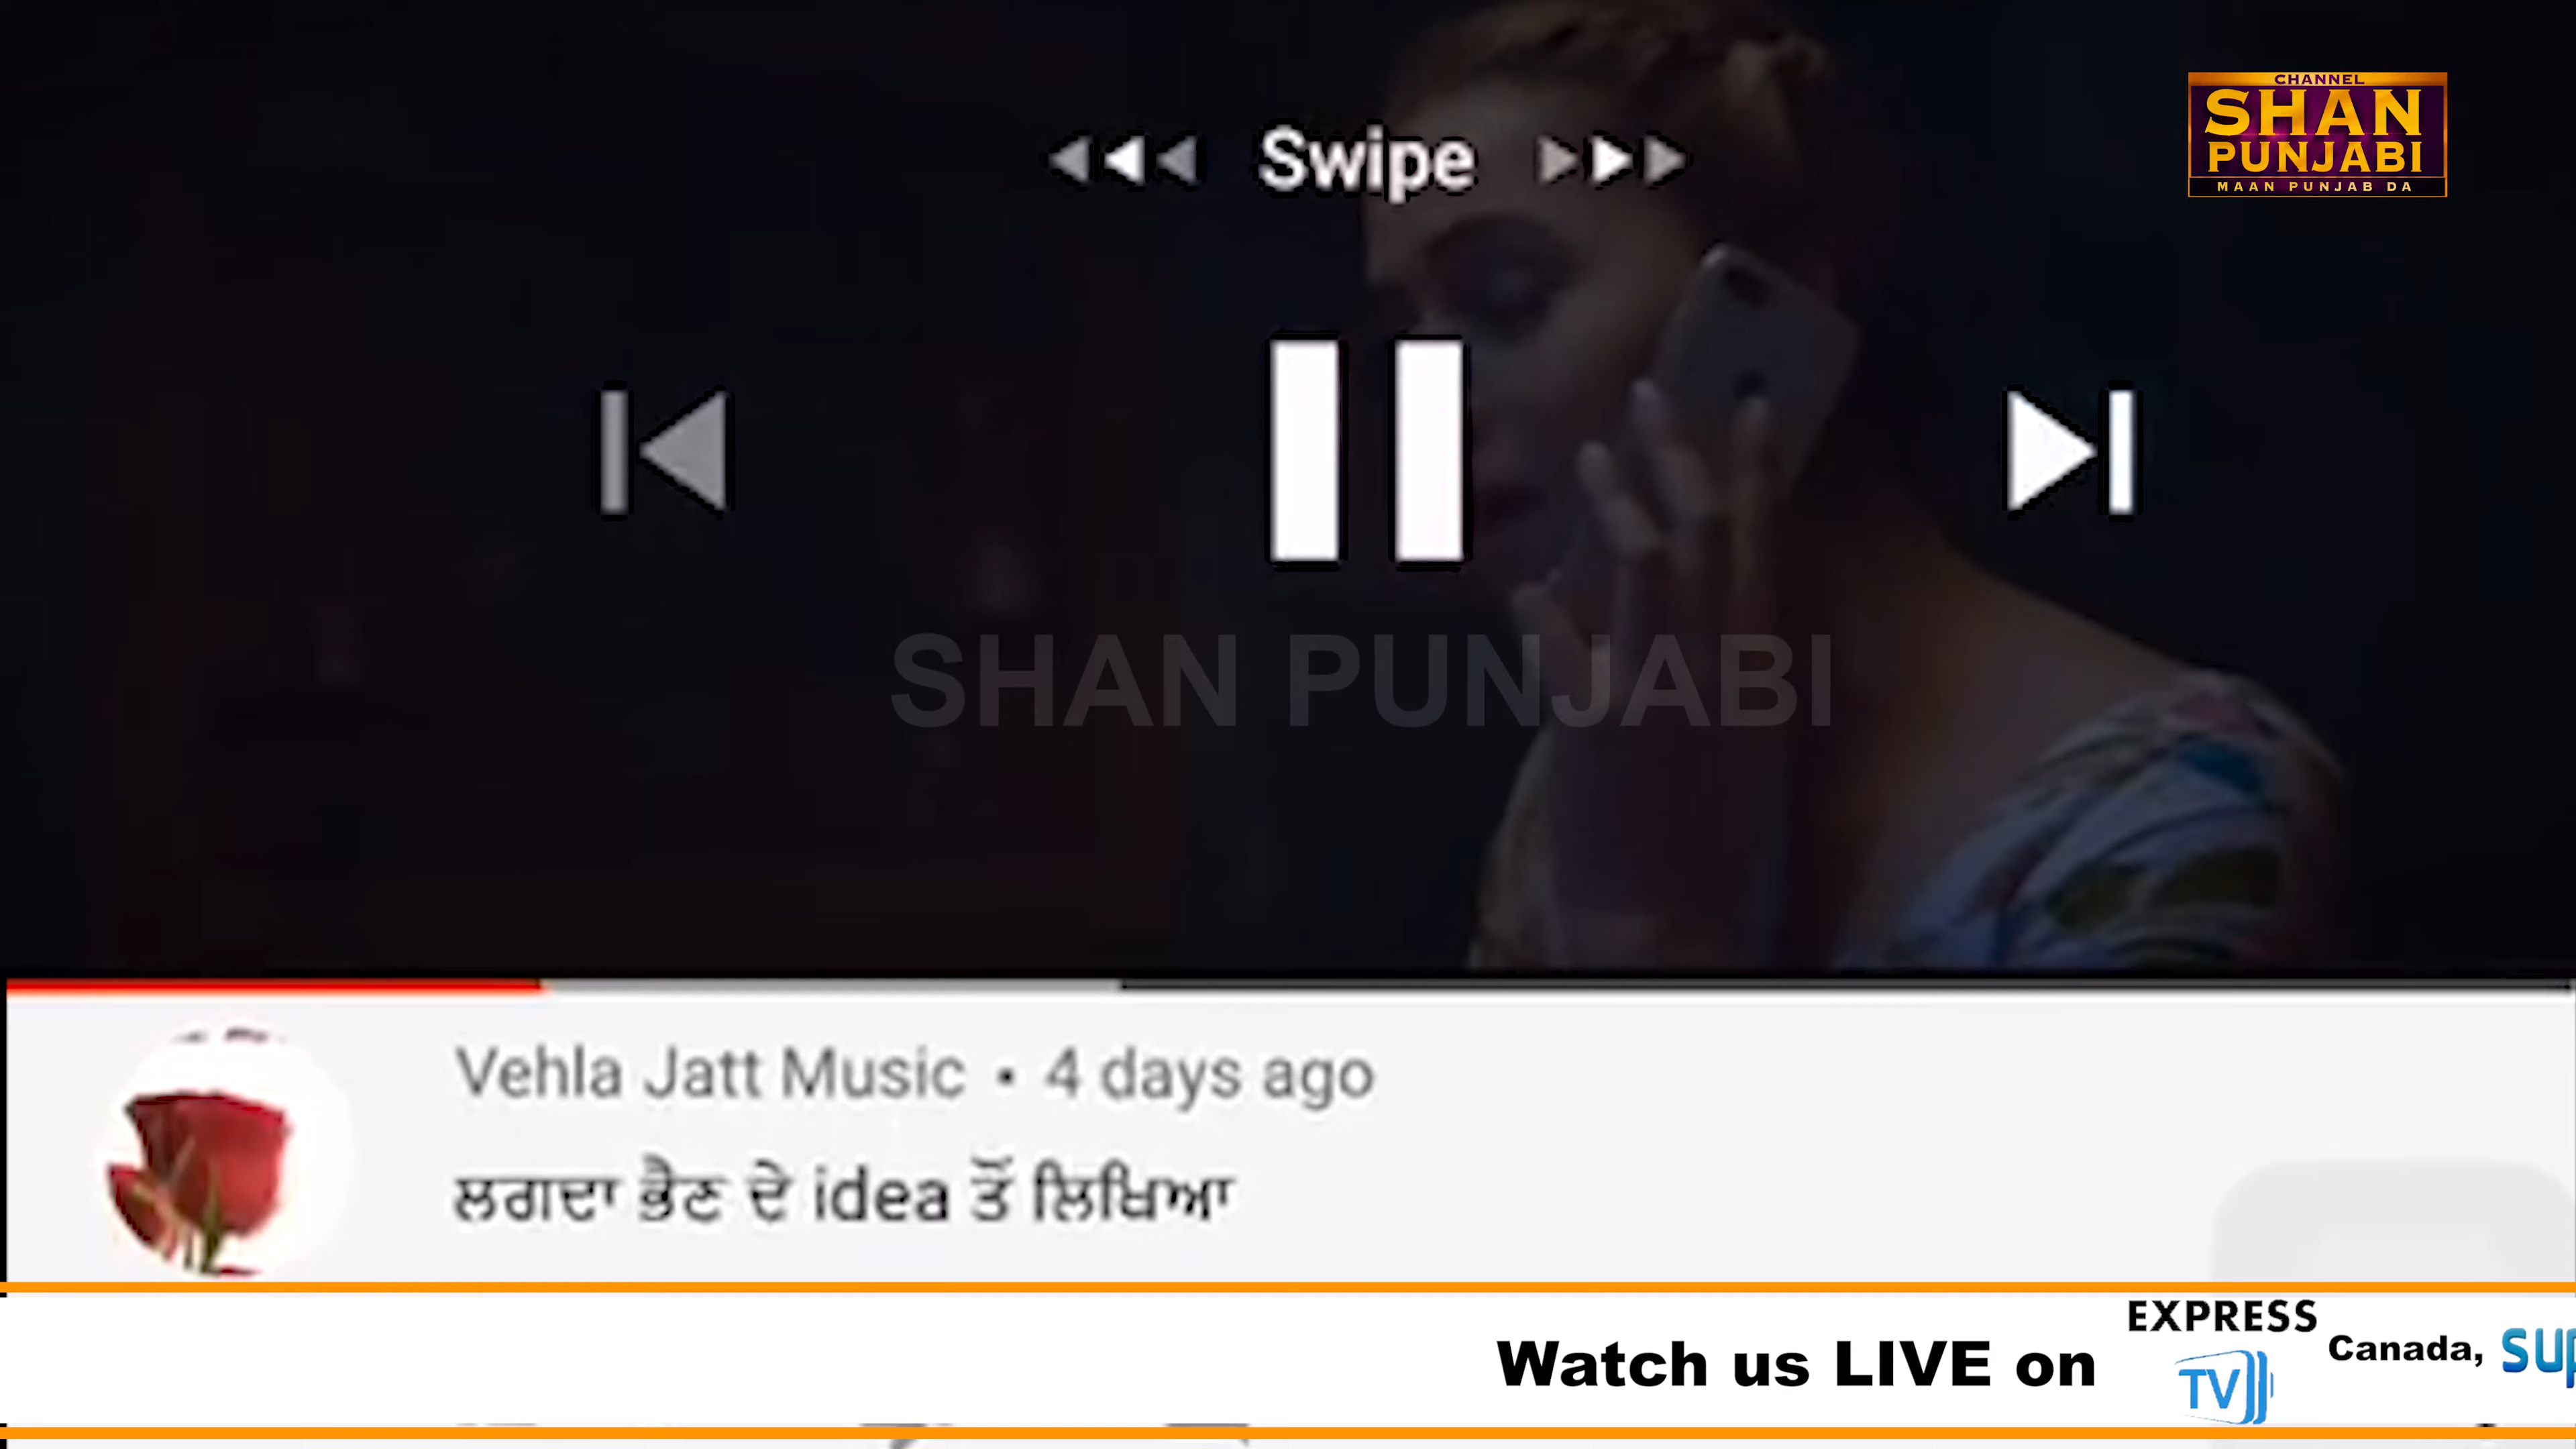 CHANNEL
SHAN
PUNJABI
MAAN PUNJAB DA
Swipe
SHAN PUNJABI
Vehla Jatt Music • 4 days ago
ਲਗਦਾ ਭੈਣ ਦੇ idea ਤੋਂ ਲਿਖਿਆ
Watch us LIVE on EXPRESS TV Canada,